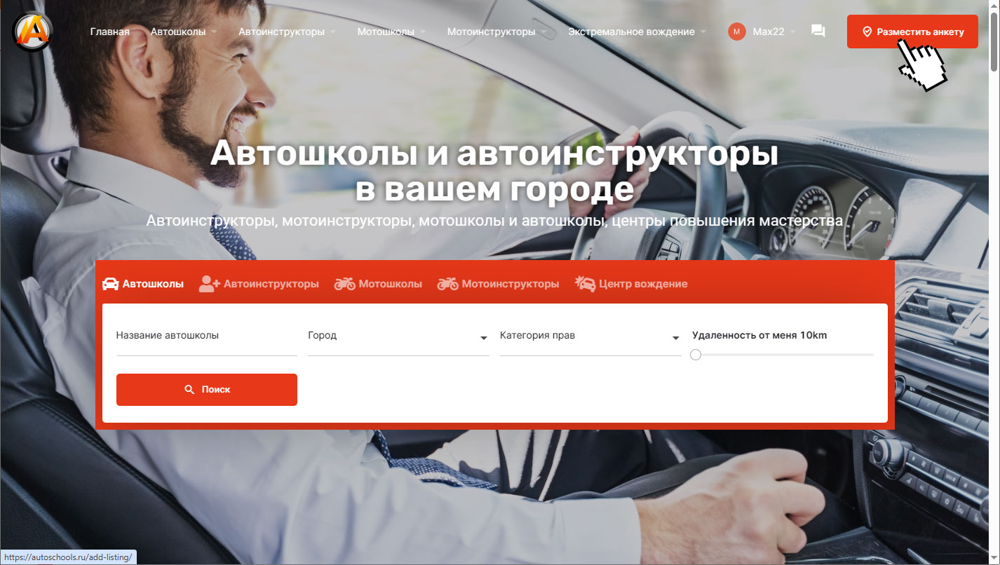 Главная Автошколы Автоинструкторы Мотошколы Мотоинструкторы Экстремальное вождение M Max22 Разместить анкету
Автошколы и автоинструкторы
в вашем городе
Автоинструкторы, мотоинструкторы, мотошколы и автошколы, центры повышения мастерства
Автошколы Автоинструкторы Мотошколы Мотоинструкторы Центр вождение
Название автошколы Город Категория прав Удаленность от меня 10km
Поиск
https://autoschools.ru/add-listing/